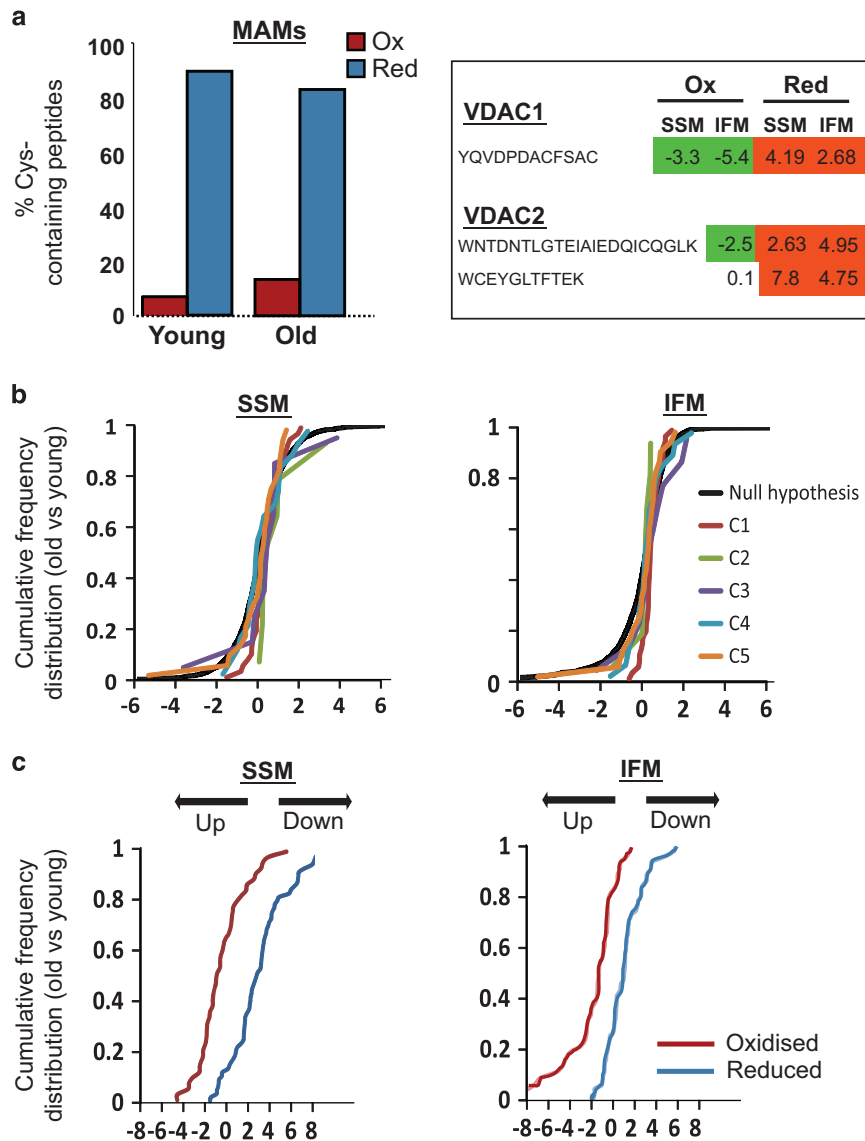 a
MAMs
Ox
Red
% Cys-
containing peptides
100
80
60
40
20
0
Young Old
Ox Red
VDAC1
SSM IFM SSM IFM
YQVDPDACFSAC -3.3 -5.4 4.19 2.68
VDAC2
WNTDNTLGTEIAIEDQICQGLK -2.5 2.63 4.95
WCEYGLTFTEK 0.1 7.8 4.75
b
SSM
Cumulative frequency
distribution (old vs young)
1
0.8
0.6
0.4
0.2
0
-6 -4 -2 0 2 4 6
IFM
1
0.8
0
-6 -4 -2 0 2 4 6
Null hypothesis
C1
C2
C3
C4
C5
c
SSM
Up Down
Cumulative frequency
distribution (old vs young)
1
0.8
0.6
0.4
0.2
0
-8 -6 -4 -2 0 2 4 6 8
IFM
Up Down
1
0.8
0.6
0.4
0.2
0
-8 -6 -4 -2 0 2 4 6 8
Oxidised
Reduced